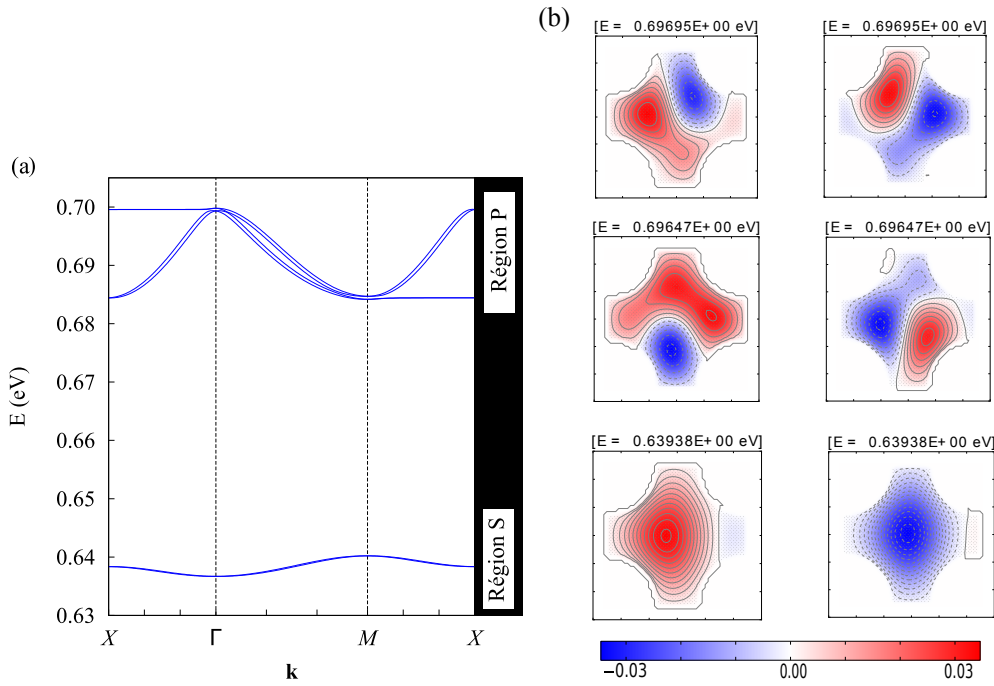 (a)
0.70
0.69
0.68
0.67
0.66
0.65
0.64
0.63
E (eV)
X Γ M X
k
Région P
Région S
(b)
[E = 0.69695E+00 eV]
[E = 0.69695E+00 eV]
[E = 0.69647E+00 eV]
[E = 0.69647E+00 eV]
[E = 0.63938E+00 eV]
[E = 0.63938E+00 eV]
−0.03 0.00 0.03